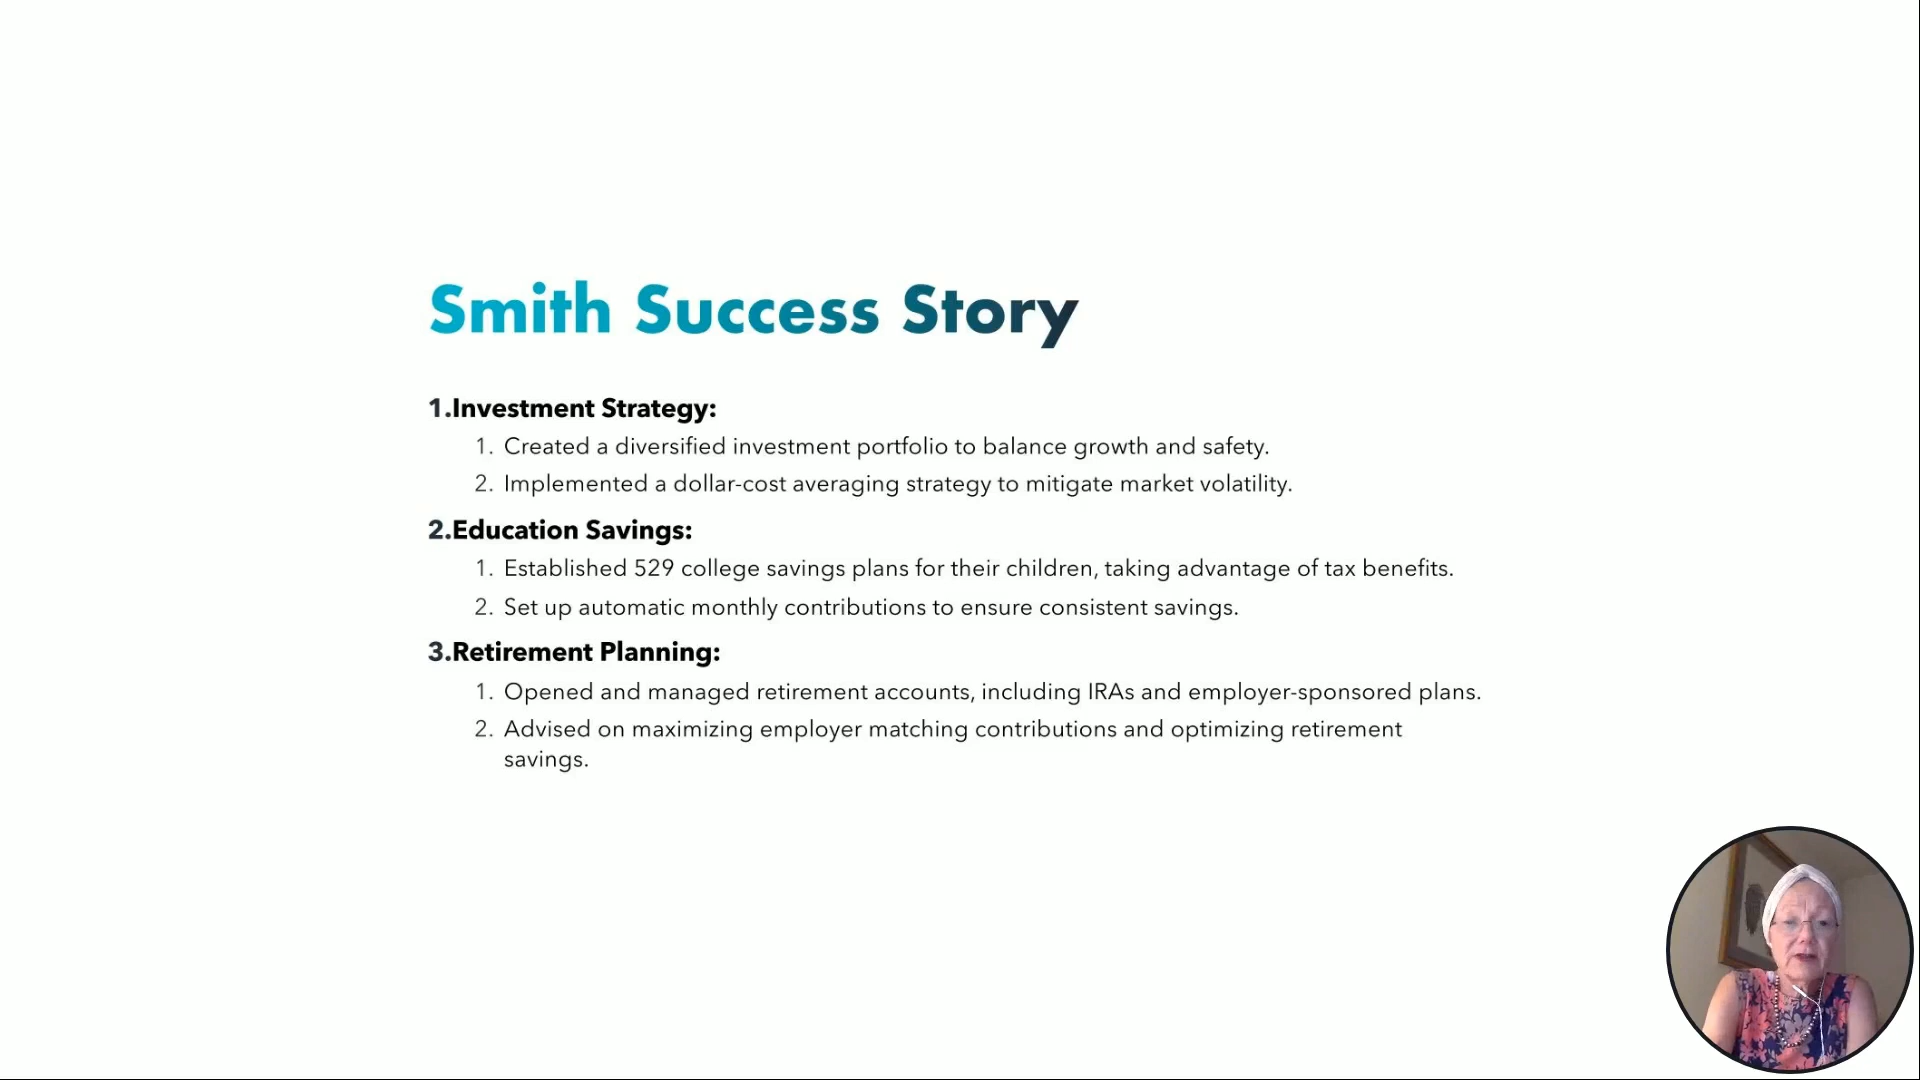 Smith Success Story
1.Investment Strategy:
1. Created a diversified investment portfolio to balance growth and safety.
2. Implemented a dollar-cost averaging strategy to mitigate market volatility.
2.Education Savings:
1. Established 529 college savings plans for their children, taking advantage of tax benefits.
2. Set up automatic monthly contributions to ensure consistent savings.
3.Retirement Planning:
1. Opened and managed retirement accounts, including IRAs and employer-sponsored plans.
2. Advised on maximizing employer matching contributions and optimizing retirement
savings.